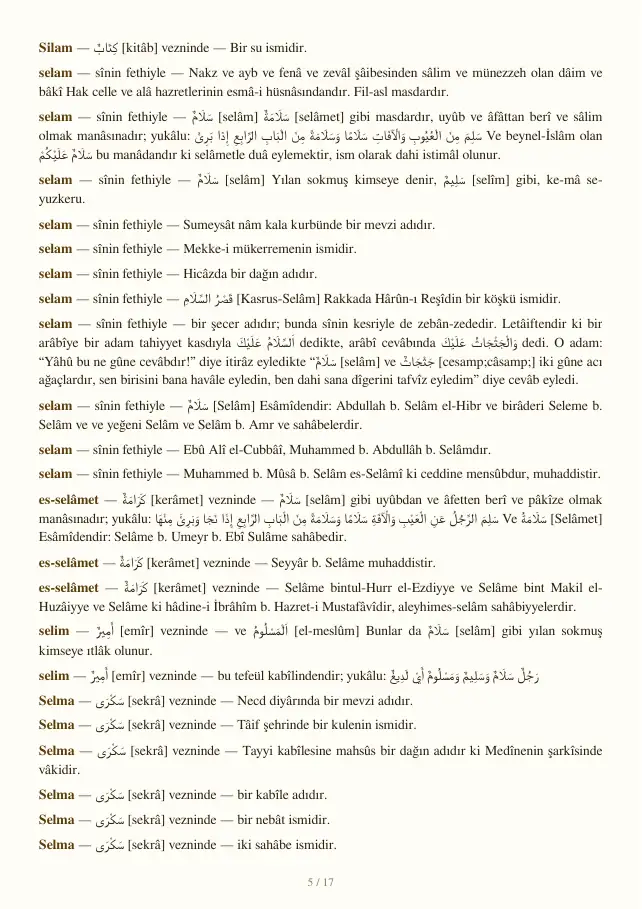 Silam — كِتَابٌ [kitâb] vezninde — Bir su ismidir.
selam — sînin fethiyle — Nakz ve ayb ve fenâ ve zevâl şâibesinden sâlim ve münezzeh olan dâim ve
bâkî Hak celle ve alâ hazretlerinin esmâ-i hüsnâsındandır. Fil-asl masdardır.
selam — sînin fethiyle — سَلَامٌ [selâm] سَلَامَةٌ [selâmet] gibi masdardır, uyûb ve âfâttan berî ve sâlim
olmak manâsınadır; yukâlu: سَلِمَ مِنَ الْعُيُوبِ وَالْآفَاتِ سَلَامًا وَسَلَامَةً مِنَ الْبَابِ الرَّابِعِ إِذَا بَرِئَ Ve beynel-İslâm olan
سَلَامٌ عَلَيْكُمْ bu manâdandır ki selâmetle duâ eylemektir, ism olarak dahi istimâl olunur.
selam — sînin fethiyle — سَلَامٌ [selâm] Yılan sokmuş kimseye denir, سَلِيمٌ [selîm] gibi, ke-mâ se-
yuzkeru.
selam — sînin fethiyle — Sumeysât nâm kala kurbünde bir mevzi adıdır.
selam — sînin fethiyle — Mekke-i mükerremenin ismidir.
selam — sînin fethiyle — Hicâzda bir dağın adıdır.
selam — sînin fethiyle — قَصْرُ السَّلَامِ [Kasrus-Selâm] Rakkada Hârûn-ı Reşîdin bir köşkü ismidir.
selam — sînin fethiyle — bir şecer adıdır; bunda sînin kesriyle de zebân-zededir. Letâiftendir ki bir
arâbîye bir adam tahiyyet kasdıyla اَلسَّلَامُ عَلَيْكَ dedikte, arâbî cevâbında وَالْجَثْجَاثُ عَلَيْكَ dedi. O adam:
“Yâhû bu ne gûne cevâbdır!” diye itirâz eyledikte “سَلَامٌ [selâm] ve جَثْجَاثٌ [cesamp;câsamp;] iki gûne acı
ağaçlardır, sen birisini bana havâle eyledin, ben dahi sana dîgerini tafvîz eyledim” diye cevâb eyledi.
selam — sînin fethiyle — سَلَامٌ [Selâm] Esâmîdendir: Abdullah b. Selâm el-Hibr ve birâderi Seleme b.
Selâm ve ve yeğeni Selâm ve Selâm b. Amr ve sahâbelerdir.
selam — sînin fethiyle — Ebû Alî el-Cubbâî, Muhammed b. Abdullâh b. Selâmdır.
selam — sînin fethiyle — Muhammed b. Mûsâ b. Selâm es-Selâmî ki ceddine mensûbdur, muhaddistir.
es-selâmet — كَرَامَةٌ [kerâmet] vezninde — سَلَامٌ [selâm] gibi uyûbdan ve âfetten berî ve pâkîze olmak
manâsınadır; yukâlu: سَلِمَ الرَّجُلُ عَنِ الْعَيْبِ وَالْآفَةِ سَلَامًا وَسَلَامَةً مِنَ الْبَابِ الرَّابِعِ إِذَا نَجَا وَبَرِئَ مِنْهَا Ve سَلَامَةُ [Selâmet]
Esâmîdendir: Selâme b. Umeyr b. Ebî Sulâme sahâbedir.
es-selâmet — كَرَامَةٌ [kerâmet] vezninde — Seyyâr b. Selâme muhaddistir.
es-selâmet — كَرَامَةٌ [kerâmet] vezninde — Selâme bintul-Hurr el-Ezdiyye ve Selâme bint Makil el-
Huzâiyye ve Selâme ki hâdine-i İbrâhîm b. Hazret-i Mustafâvîdir, aleyhimes-selâm sahâbiyyelerdir.
selim — أَمِيرٌ [emîr] vezninde — ve اَلْمَسْلُومُ [el-meslûm] Bunlar da سَلَامٌ [selâm] gibi yılan sokmuş
kimseye ıtlâk olunur.
selim — أَمِيرٌ [emîr] vezninde — bu tefeül kabîlindendir; yukâlu: رَجُلٌ سَلَامٌ وَسَلِيمٌ وَمَسْلُومٌ أَيْ لَدِيغٌ
Selma — سَكْرَى [sekrâ] vezninde — Necd diyârında bir mevzi adıdır.
Selma — سَكْرَى [sekrâ] vezninde — Tâif şehrinde bir kulenin ismidir.
Selma — سَكْرَى [sekrâ] vezninde — Tayyi kabîlesine mahsûs bir dağın adıdır ki Medînenin şarkîsinde
vâkidir.
Selma — سَكْرَى [sekrâ] vezninde — bir kabîle adıdır.
Selma — سَكْرَى [sekrâ] vezninde — bir nebât ismidir.
Selma — سَكْرَى [sekrâ] vezninde — iki sahâbe ismidir.
5 / 17